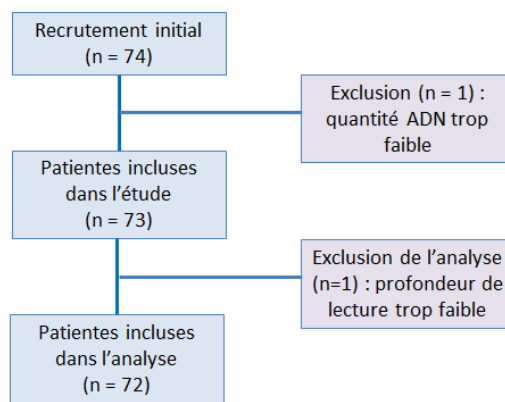 Recrutement initial
(n = 74)
Exclusion (n = 1) :
quantité ADN trop
faible
Patientes incluses
dans l'étude
(n = 73)
Exclusion de l'analyse
(n=1) : profondeur de
lecture trop faible
Patientes incluses
dans l'analyse
(n = 72)